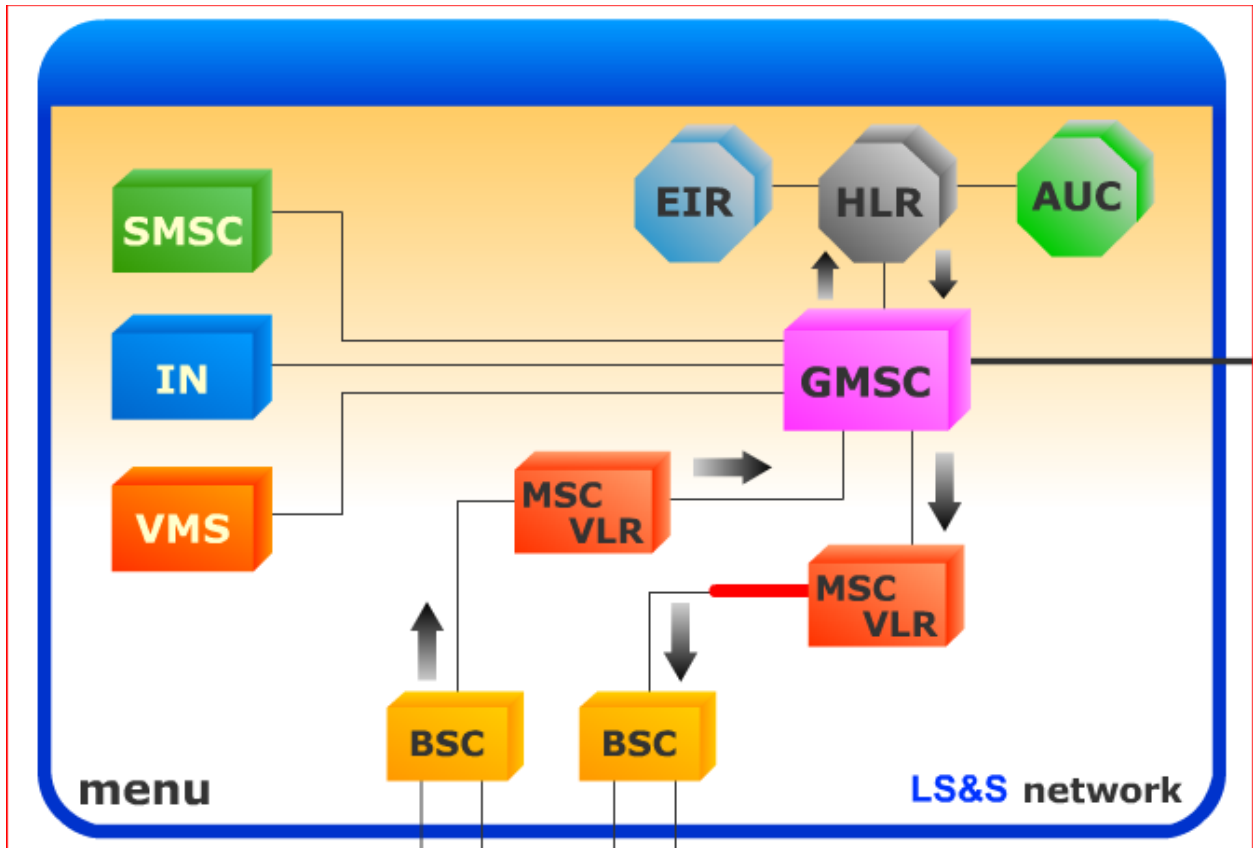 EIR
HLR
AUC
SMSC
IN
GMSC
VMS
MSC
VLR
MSC
VLR
BSC
BSC
menu
LS&S network